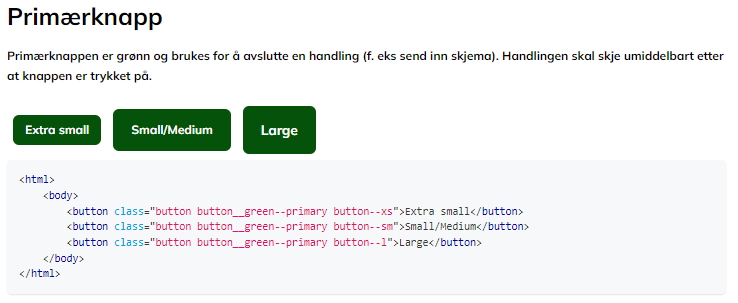 Primærknapp
Primærknappen er grønn og brukes for å avslutte en handling (f. eks send inn skjema). Handlingen skal skje umiddelbart etter
at knappen er trykket på.
Extra small Small/Medium Large
<html>
    <body>
        <button class="button button__green--primary button--xs">Extra small</button>
        <button class="button button__green--primary button--sm">Small/Medium</button>
        <button class="button button__green--primary button--l">Large</button>
    </body>
</html>